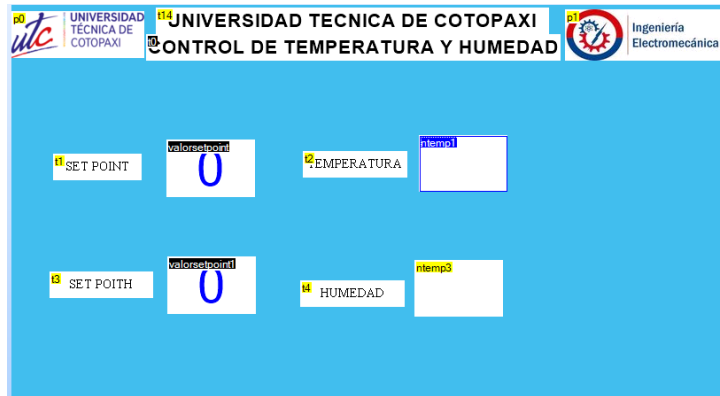 p0
UNIVERSIDAD
TÉCNICA DE
COTOPAXI
utc
t14
UNIVERSIDAD TECNICA DE COTOPAXI
CONTROL DE TEMPERATURA Y HUMEDAD
p1
Ingeniería
Electromecánica
t1 SET POINT
valorsetpoint
0
t2 TEMPERATURA
ntemp1
t3 SET POITH
valorsetpoint1
0
t4 HUMEDAD
ntemp3